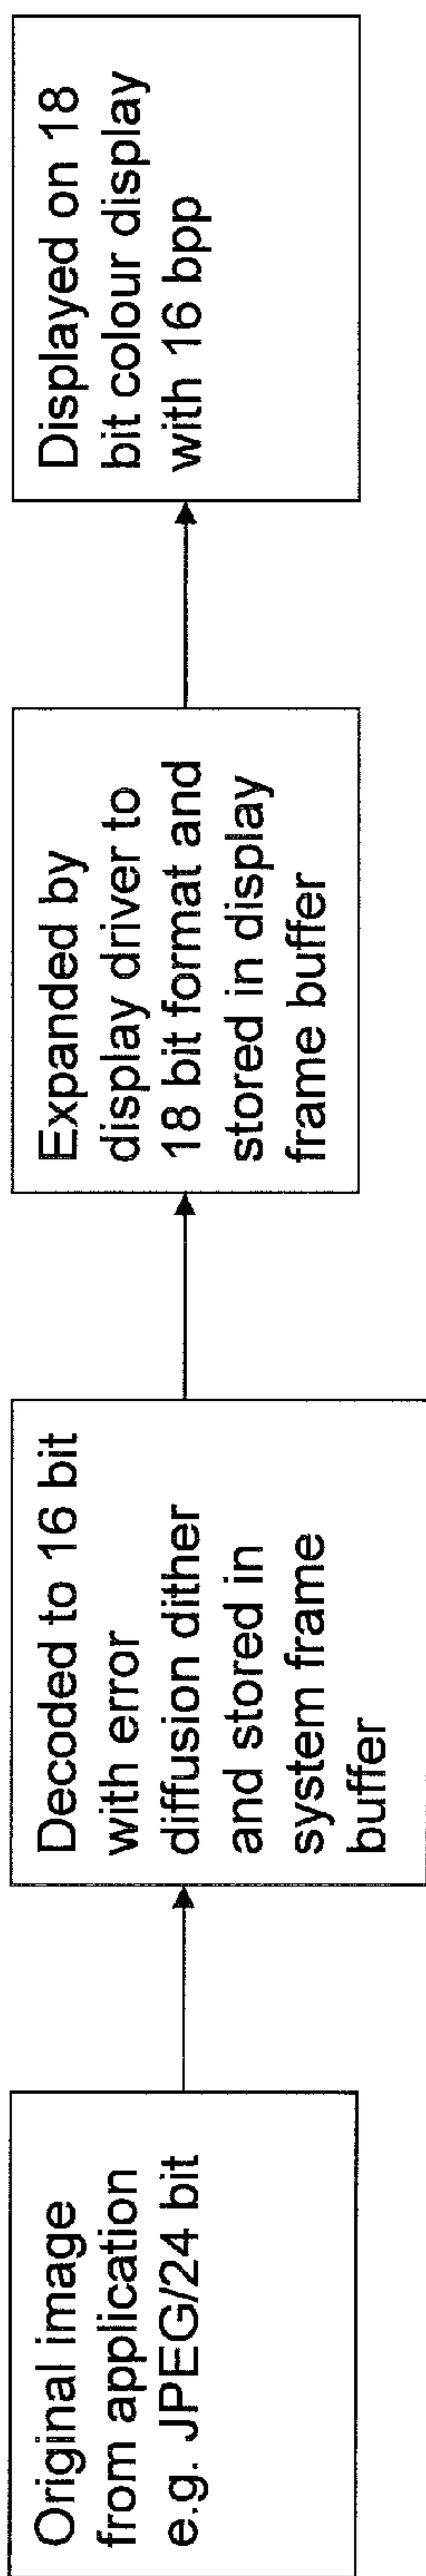 Original image
from application
e.g. JPEG/24 bit
Decoded to 16 bit
with error
diffusion dither
and stored in
system frame
buffer
Expanded by
display driver to
18 bit format and
stored in display
frame buffer
Displayed on 18
bit colour display
with 16 bpp